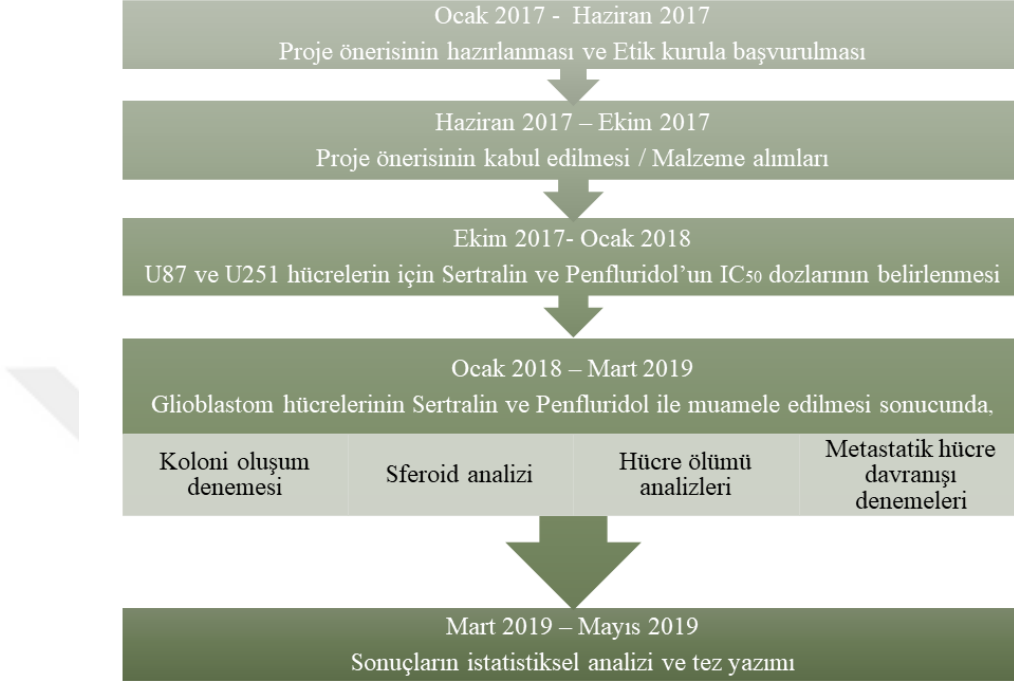 Ocak 2017 - Haziran 2017
Proje önerisinin hazırlanması ve Etik kurula başvurulması
Haziran 2017 – Ekim 2017
Proje önerisinin kabul edilmesi / Malzeme alımları
Ekim 2017- Ocak 2018
U87 ve U251 hücrelerin için Sertralin ve Penfluridol’un IC50 dozlarının belirlenmesi
Ocak 2018 – Mart 2019
Glioblastom hücrelerinin Sertralin ve Penfluridol ile muamele edilmesi sonucunda,
Koloni oluşum
denemesi
Sferoid analizi
Hücre ölümü
analizleri
Metastatik hücre
davranışı
denemeleri
Mart 2019 – Mayıs 2019
Sonuçların istatistiksel analizi ve tez yazımı